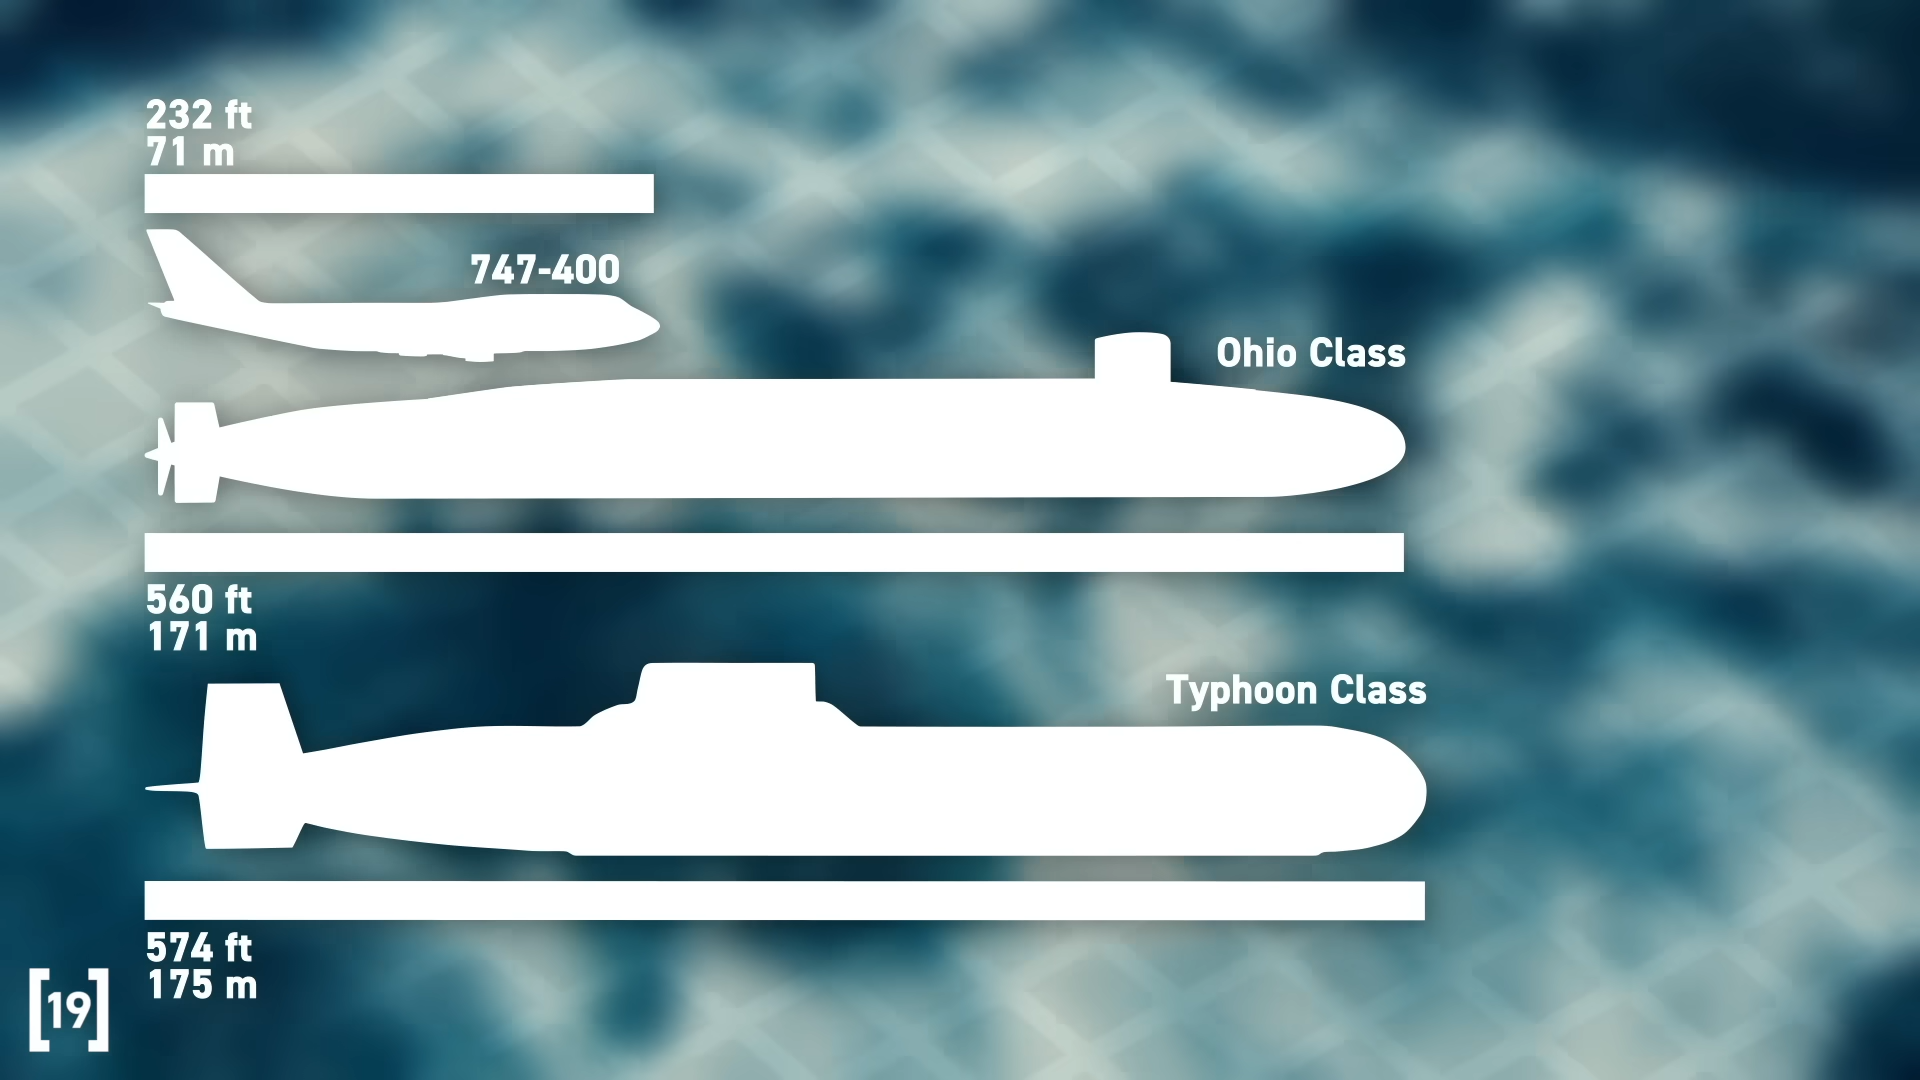 232 ft
71 m
747-400
Ohio Class
560 ft
171 m
Typhoon Class
574 ft
175 m
[19]